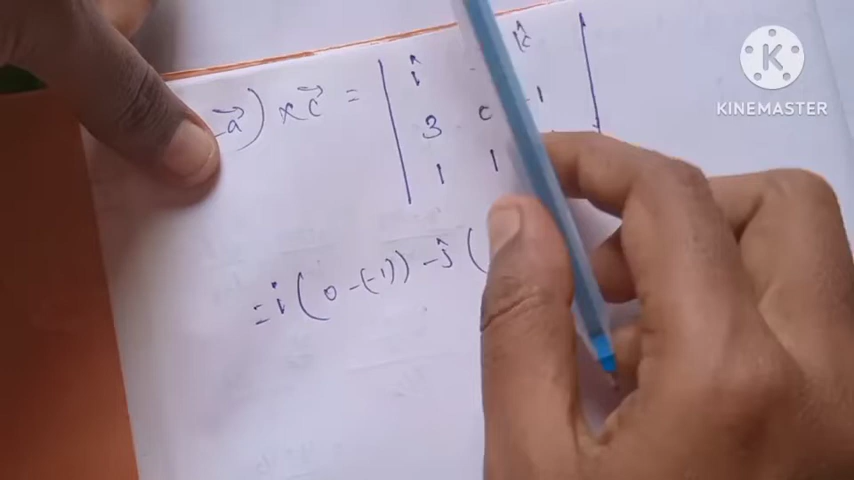 K
KINEMASTER
-a⃗) × c⃗ = | î k̂ |
3 0 -1
1 1
= i(0-(-1)) - ĵ(